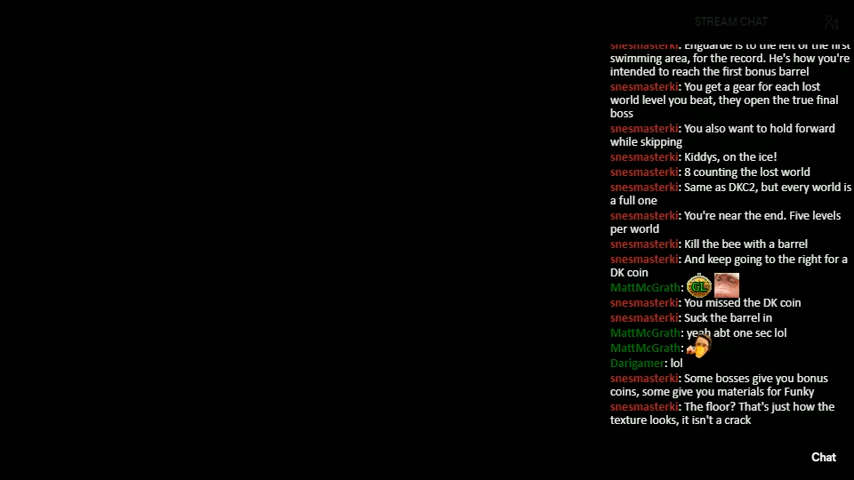 STREAM CHAT
snesmasterki: Enguarde is to the left of the first
swimming area, for the record. He's how you're
intended to reach the first bonus barrel
snesmasterki: You get a gear for each lost
world level you beat, they open the true final
boss
snesmasterki: You also want to hold forward
while skipping
snesmasterki: Kiddys, on the ice!
snesmasterki: 8 counting the lost world
snesmasterki: Same as DKC2, but every world is
a full one
snesmasterki: You're near the end. Five levels
per world
snesmasterki: Kill the bee with a barrel
snesmasterki: And keep going to the right for a
DK coin
MattMcGrath: GL
snesmasterki: You missed the DK coin
snesmasterki: Suck the barrel in
MattMcGrath: yeah abt one sec lol
MattMcGrath:
Darigamer: lol
snesmasterki: Some bosses give you bonus
coins, some give you materials for Funky
snesmasterki: The floor? That's just how the
texture looks, it isn't a crack
Chat